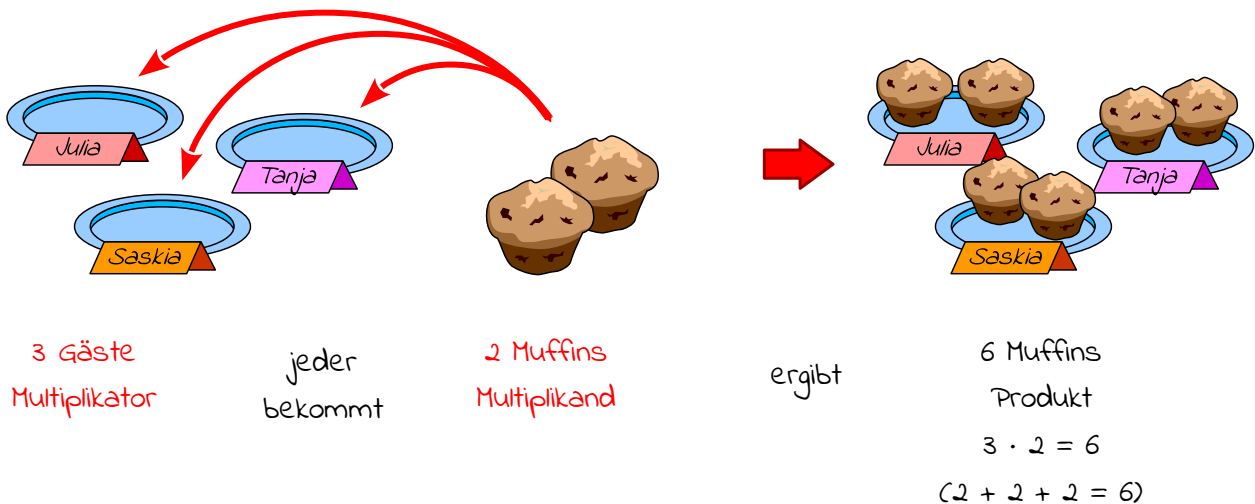 Julia
Tanja
Saskia
Julia
Tanja
Saskia
3 Gäste
Multiplikator
jeder
bekommt
2 Muffins
Multiplikand
ergibt
6 Muffins
Produkt
3 · 2 = 6
(2 + 2 + 2 = 6)